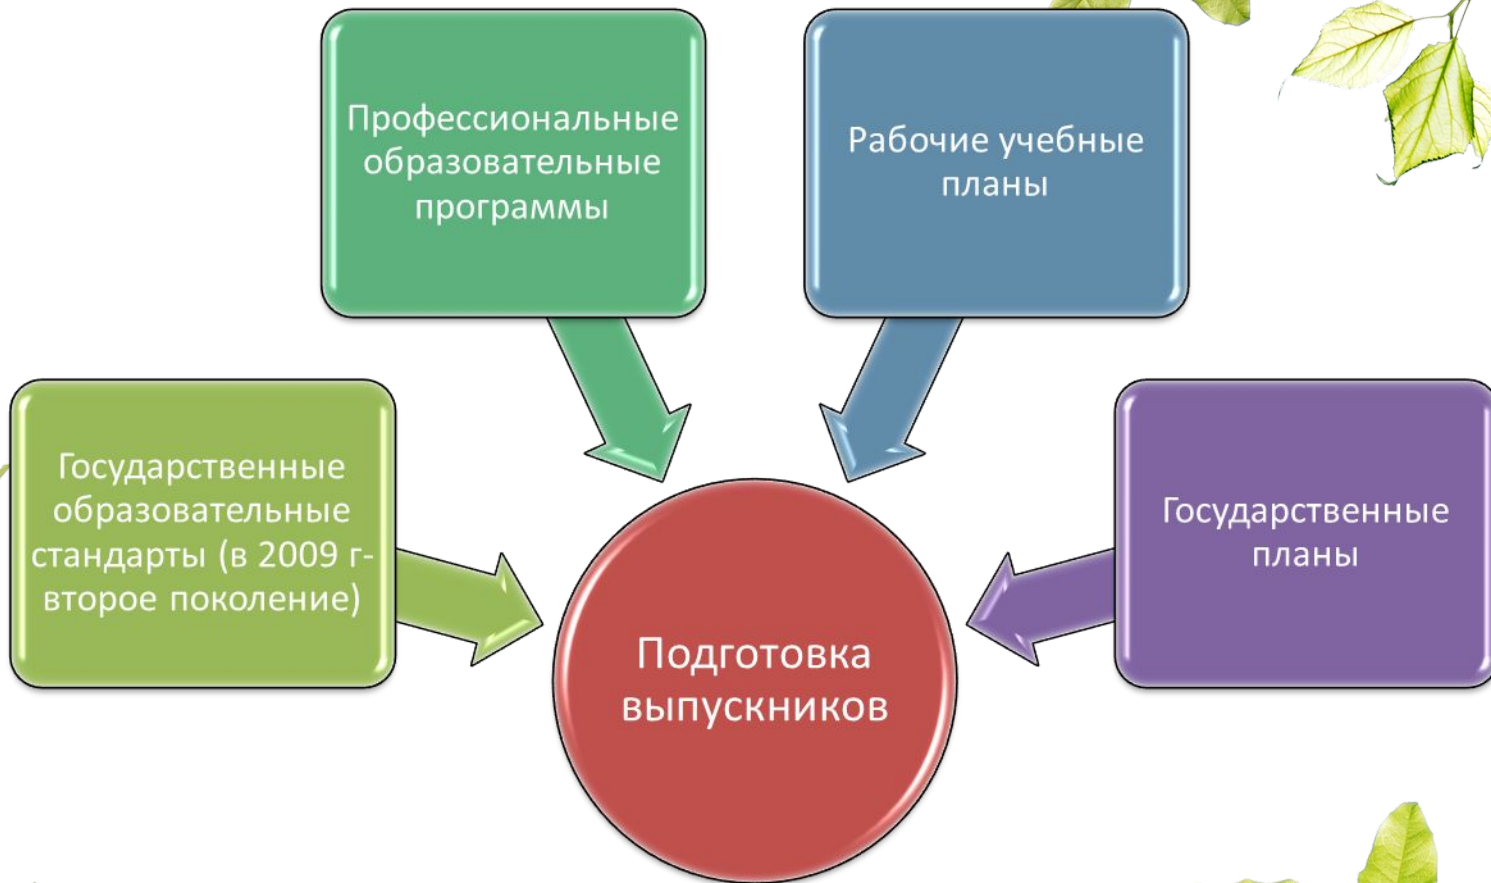 Профессиональные
образовательные
программы
Рабочие учебные
планы
Государственные
образовательные
стандарты (в 2009 г-
второе поколение)
Государственные
планы
Подготовка
выпускников